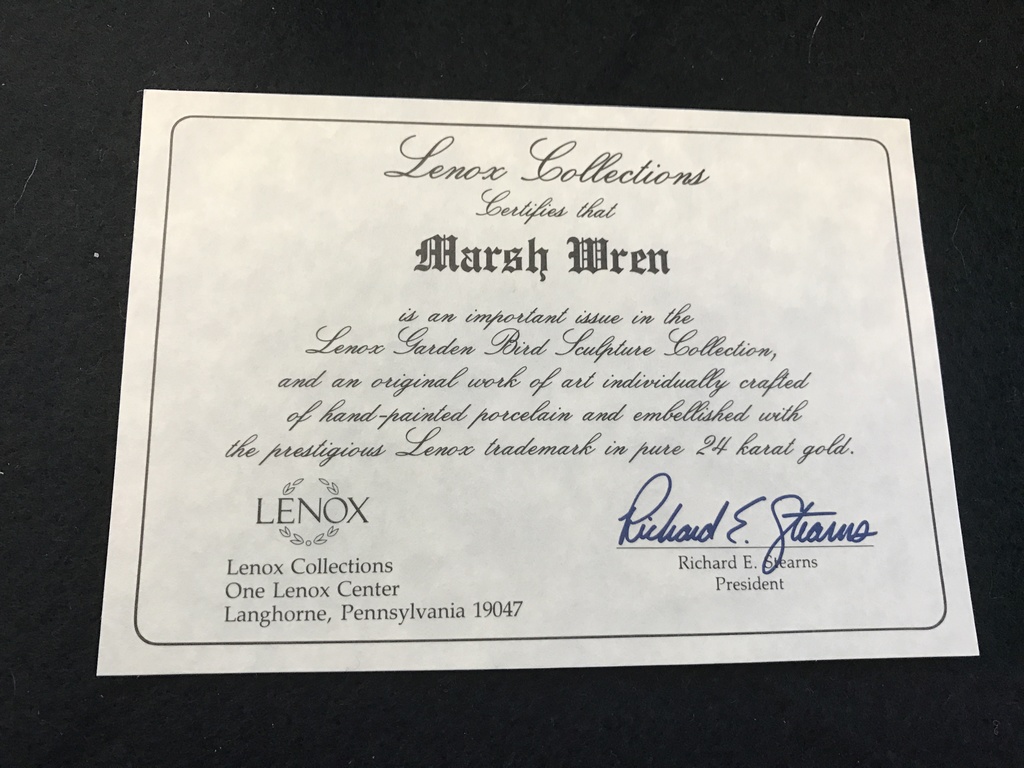 Lenox Collections
Certifies that
Marsh Wren
is an important issue in the
Lenox Garden Bird Sculpture Collection,
and an original work of art individually crafted
of hand-painted porcelain and embellished with
the prestigious Lenox trademark in pure 24 karat gold.
LENOX
Lenox Collections
One Lenox Center
Langhorne, Pennsylvania 19047
Richard E. Stearns
Richard E. Stearns
President